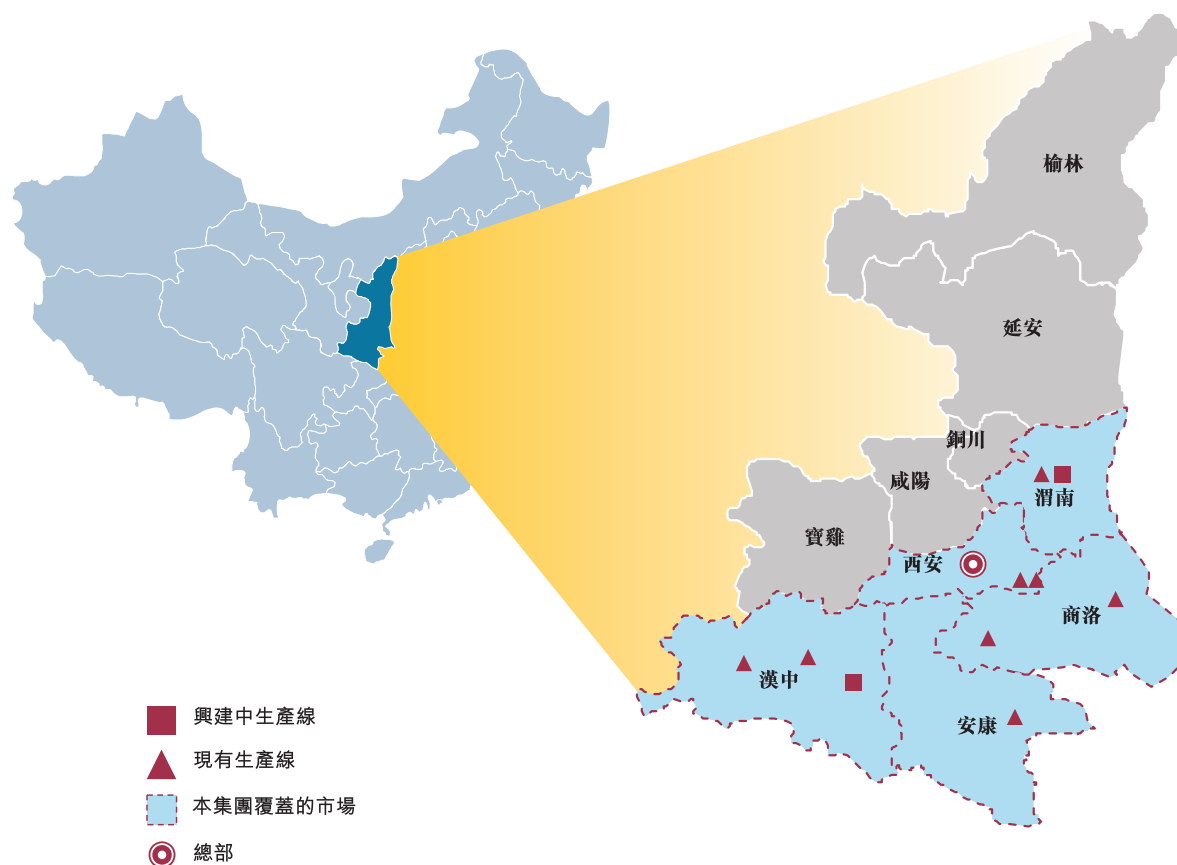 榆林
延安
銅川
咸陽
渭南
寶雞
西安
商洛
漢中
安康
興建中生產線
現有生產線
本集團覆蓋的市場
總部